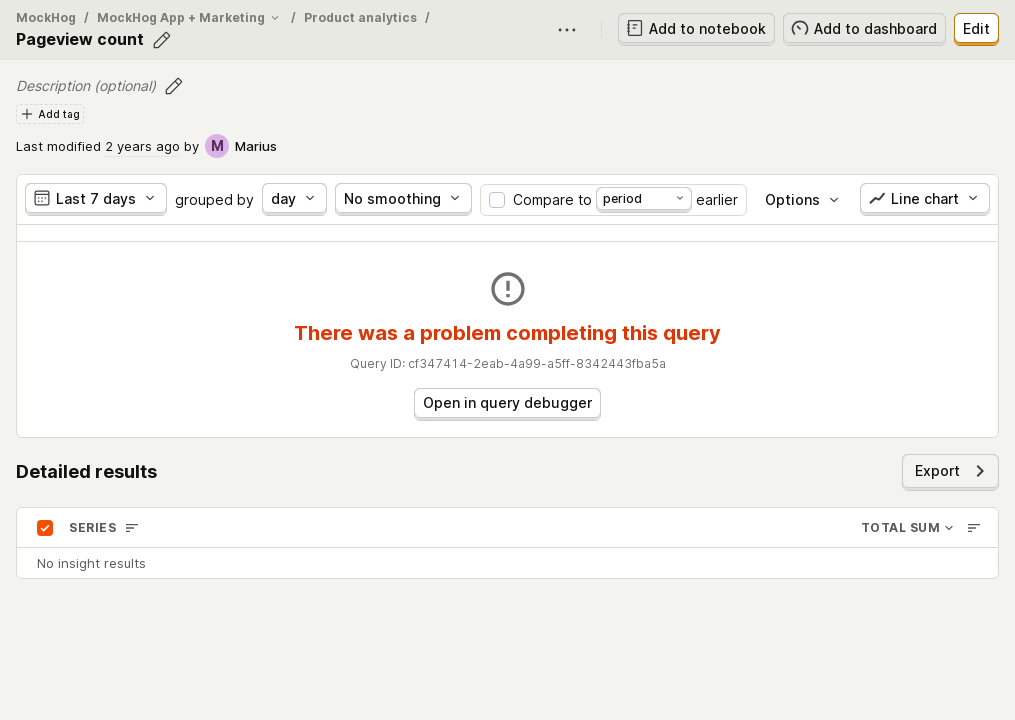 MockHog / MockHog App + Marketing / Product analytics /
Pageview count
Add to notebook
Add to dashboard
Edit
Description (optional)
Add tag
Last modified 2 years ago by M Marius
Last 7 days grouped by day No smoothing Compare to period earlier Options Line chart
There was a problem completing this query
Query ID: cf347414-2eab-4a99-a5ff-8342443fba5a
Open in query debugger
Detailed results
Export
SERIES TOTAL SUM
No insight results